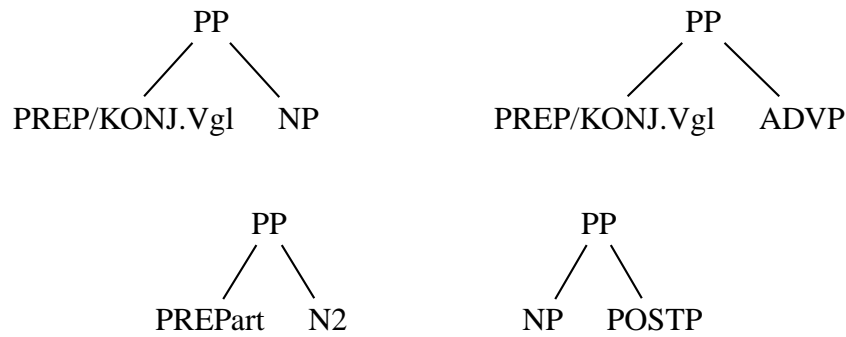 PP PP
PREP/KONJ.Vgl NP PREP/KONJ.Vgl ADVP
PP PP
PREPart N2 NP POSTP